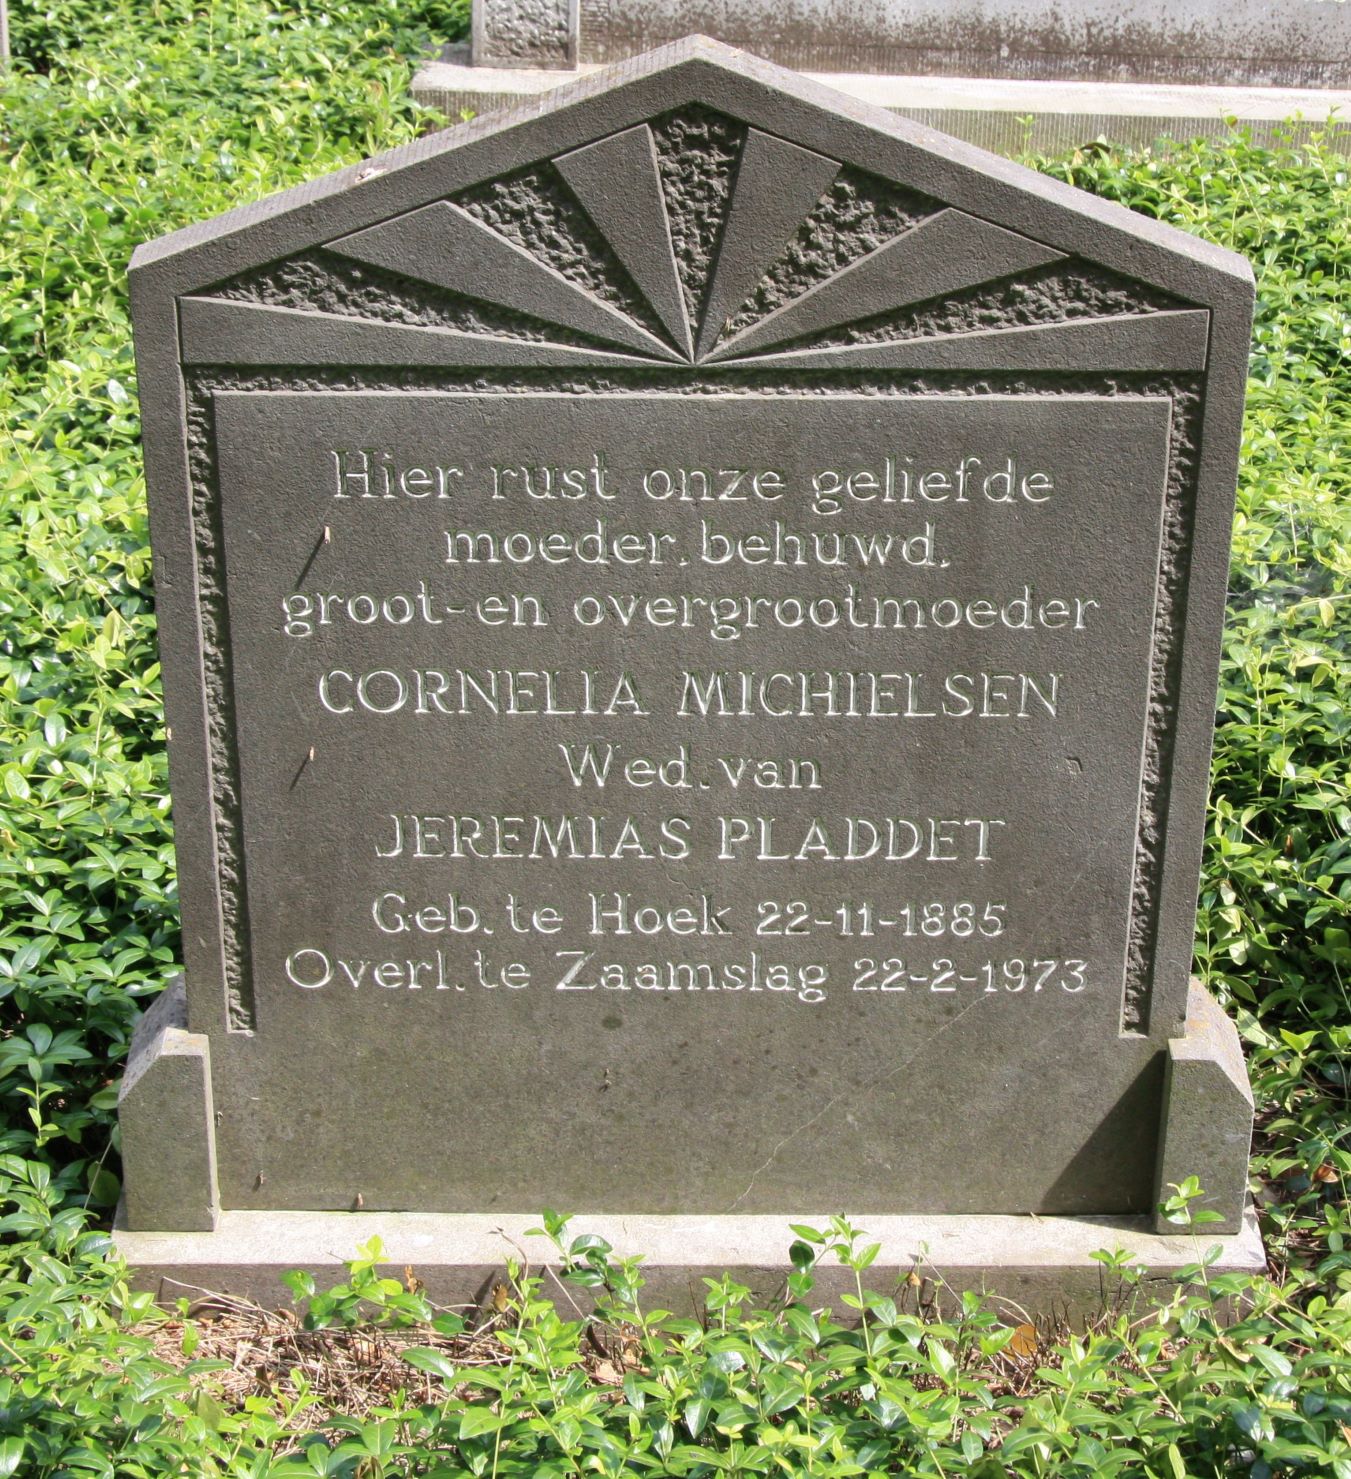 Hier rust onze geliefde
moeder, behuwd,
groot- en overgrootmoeder
CORNELIA MICHIELSEN
Wed. van
JEREMIAS PLADDET
Geb. te Hoek 22-11-1885
Overl. te Zaamslag 22-2-1973